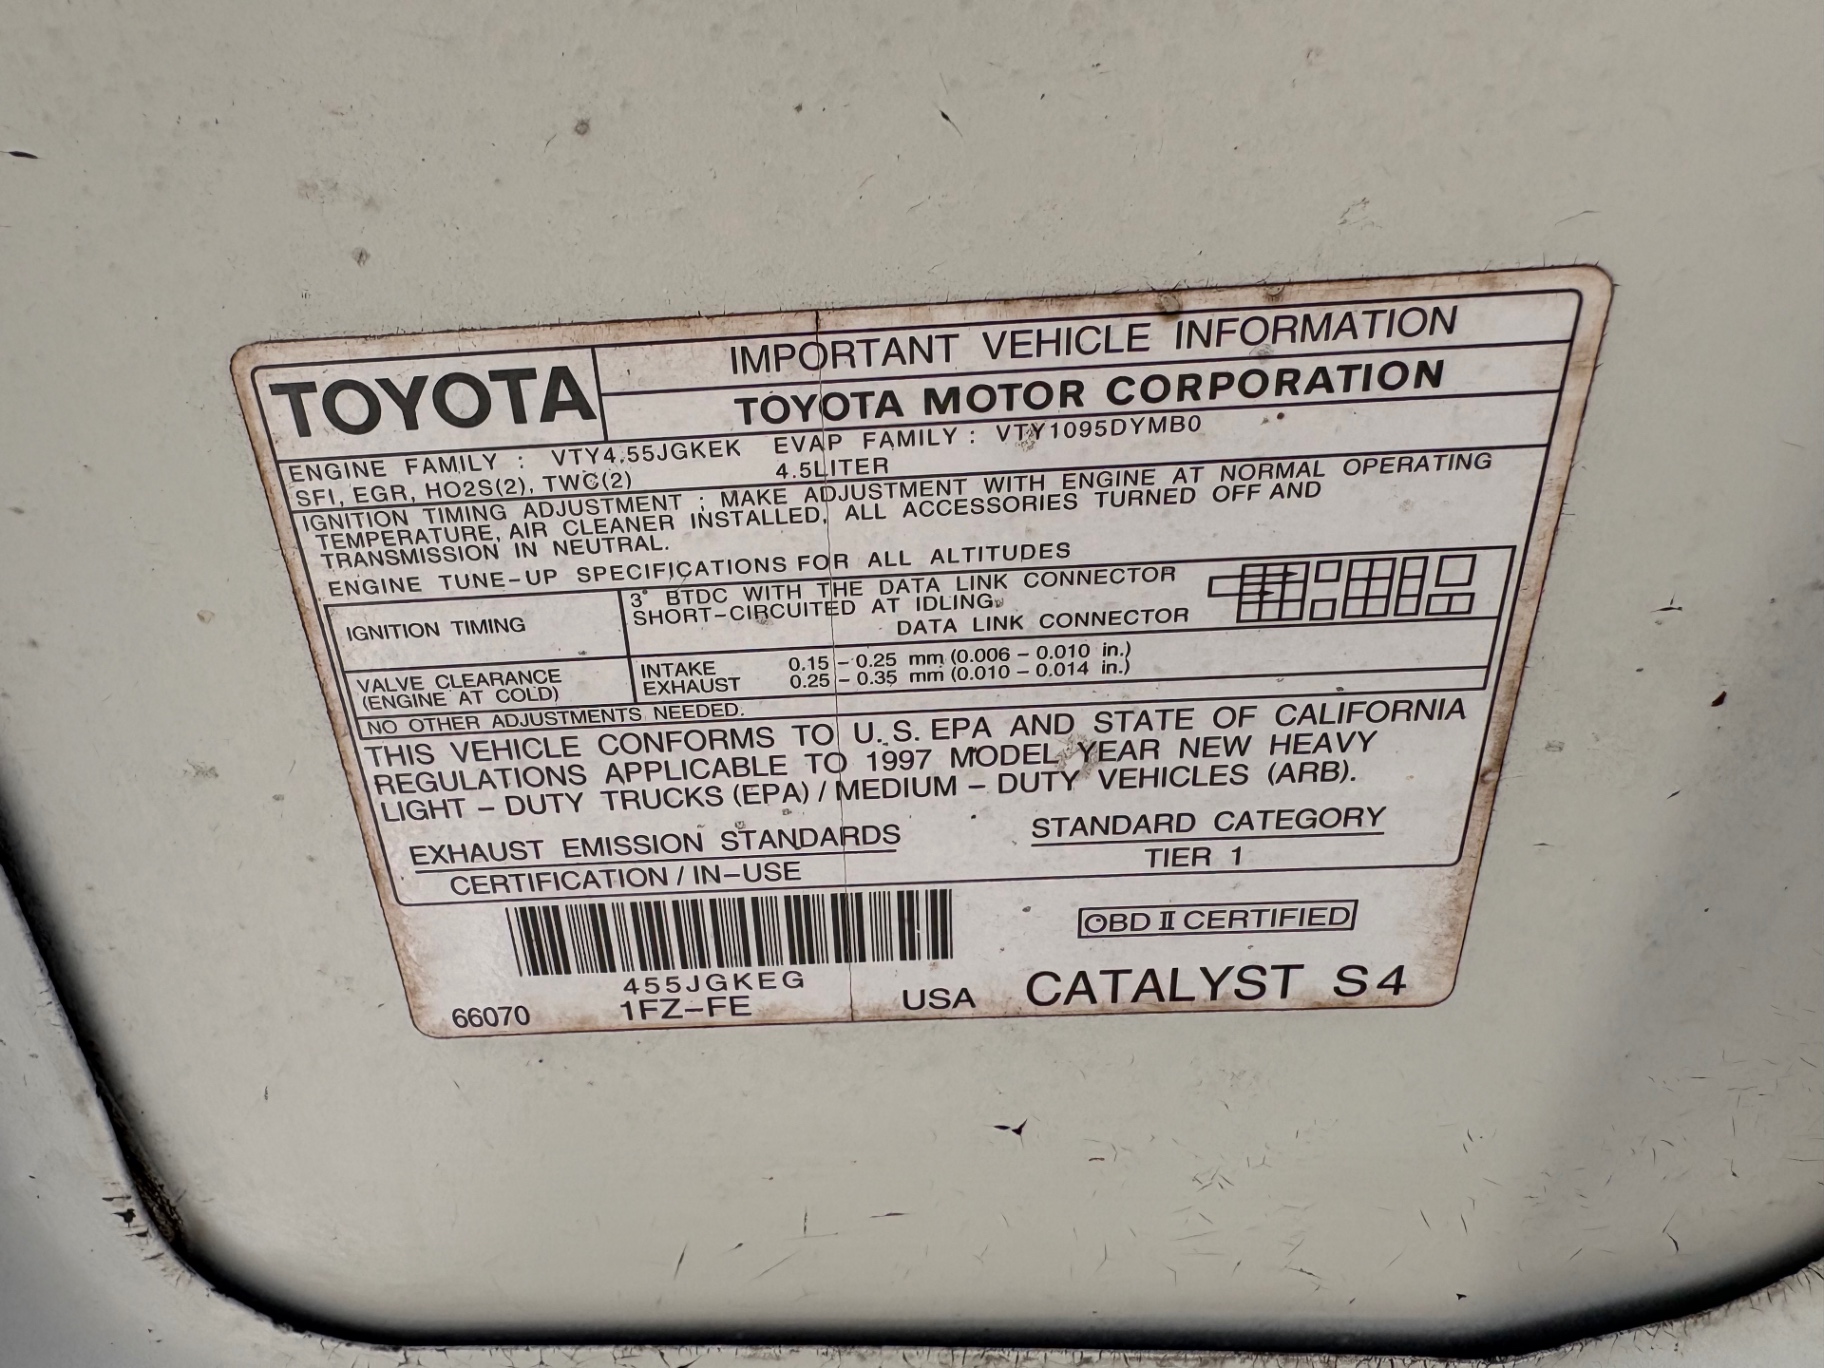 TOYOTA
IMPORTANT VEHICLE INFORMATION
TOYOTA MOTOR CORPORATION
ENGINE FAMILY : VTY4.55JGKEK EVAP FAMILY : VTY1095DYMB0
SFI, EGR, HO2S(2), TWC(2) 4.5LITER
IGNITION TIMING ADJUSTMENT ; MAKE ADJUSTMENT WITH ENGINE AT NORMAL OPERATING
TEMPERATURE, AIR CLEANER INSTALLED, ALL ACCESSORIES TURNED OFF AND
TRANSMISSION IN NEUTRAL.
ENGINE TUNE-UP SPECIFICATIONS FOR ALL ALTITUDES
IGNITION TIMING
3° BTDC WITH THE DATA LINK CONNECTOR
SHORT-CIRCUITED AT IDLING.
DATA LINK CONNECTOR
VALVE CLEARANCE
(ENGINE AT COLD)
INTAKE 0.15 – 0.25 mm (0.006 – 0.010 in.)
EXHAUST 0.25 – 0.35 mm (0.010 – 0.014 in.)
NO OTHER ADJUSTMENTS NEEDED.
THIS VEHICLE CONFORMS TO U.S. EPA AND STATE OF CALIFORNIA
REGULATIONS APPLICABLE TO 1997 MODEL YEAR NEW HEAVY
LIGHT – DUTY TRUCKS (EPA) / MEDIUM – DUTY VEHICLES (ARB).
EXHAUST EMISSION STANDARDS STANDARD CATEGORY
CERTIFICATION / IN-USE TIER 1
OBD II CERTIFIED
455JGKEG
66070 1FZ-FE USA CATALYST S4